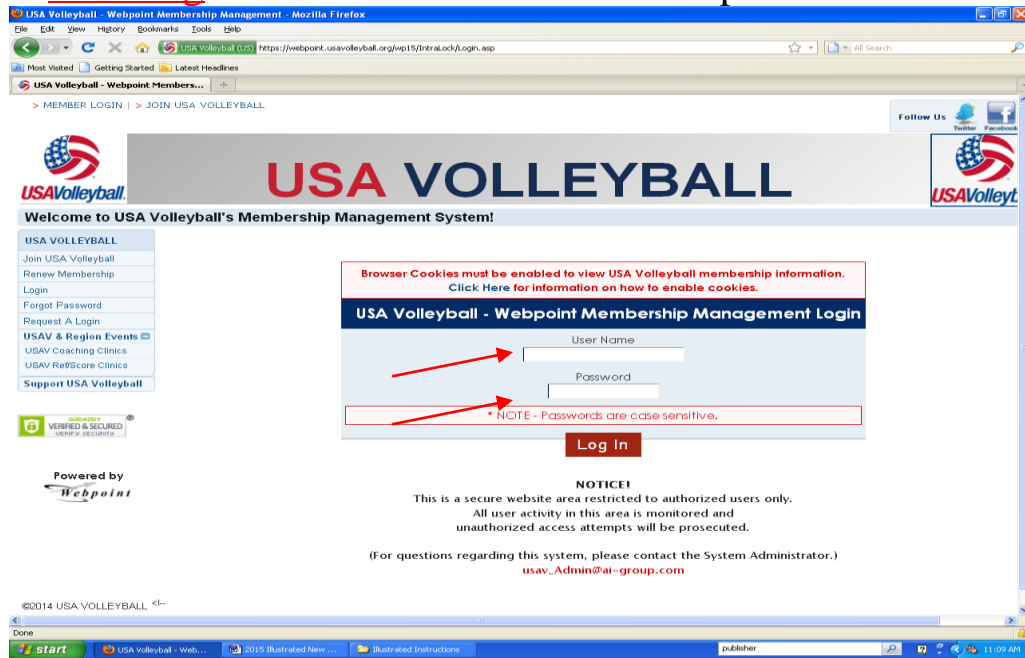 USA Volleyball - Webpoint Membership Management - Mozilla Firefox
File Edit View History Bookmarks Tools Help
USA Volleyball (US) https://webpoint.usavolleyball.org/wp15/IntraLock/Login.asp
All Search
Most Visited Getting Started Latest Headlines
USA Volleyball - Webpoint Members...
> MEMBER LOGIN | > JOIN USA VOLLEYBALL
Follow Us
Twitter Facebook
USAVolleyball.
USA VOLLEYBALL
USAVolleyb
Welcome to USA Volleyball's Membership Management System!
USA VOLLEYBALL
Join USA Volleyball
Renew Membership
Login
Forgot Password
Request A Login
USAV & Region Events
USAV Coaching Clinics
USAV Ref/Score Clinics
Support USA Volleyball
GODADDY
VERIFIED & SECURED
VERIFY SECURITY
Powered by
Webpoint
Browser Cookies must be enabled to view USA Volleyball membership information.
Click Here for information on how to enable cookies.
USA Volleyball - Webpoint Membership Management Login
User Name
Password
* NOTE - Passwords are case sensitive.
Log In
NOTICE!
This is a secure website area restricted to authorized users only.
All user activity in this area is monitored and
unauthorized access attempts will be prosecuted.
(For questions regarding this system, please contact the System Administrator.)
usav_Admin@ai-group.com
©2014 USA VOLLEYBALL <!--
Done
start USA Volleyball - Web... 2015 Illustrated New ... Illustrated Instructions publisher 11:09 AM